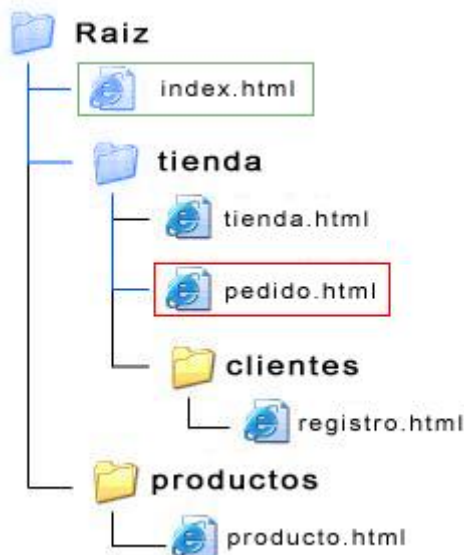 Raiz
index.html
tienda
tienda.html
pedido.html
clientes
registro.html
productos
producto.html